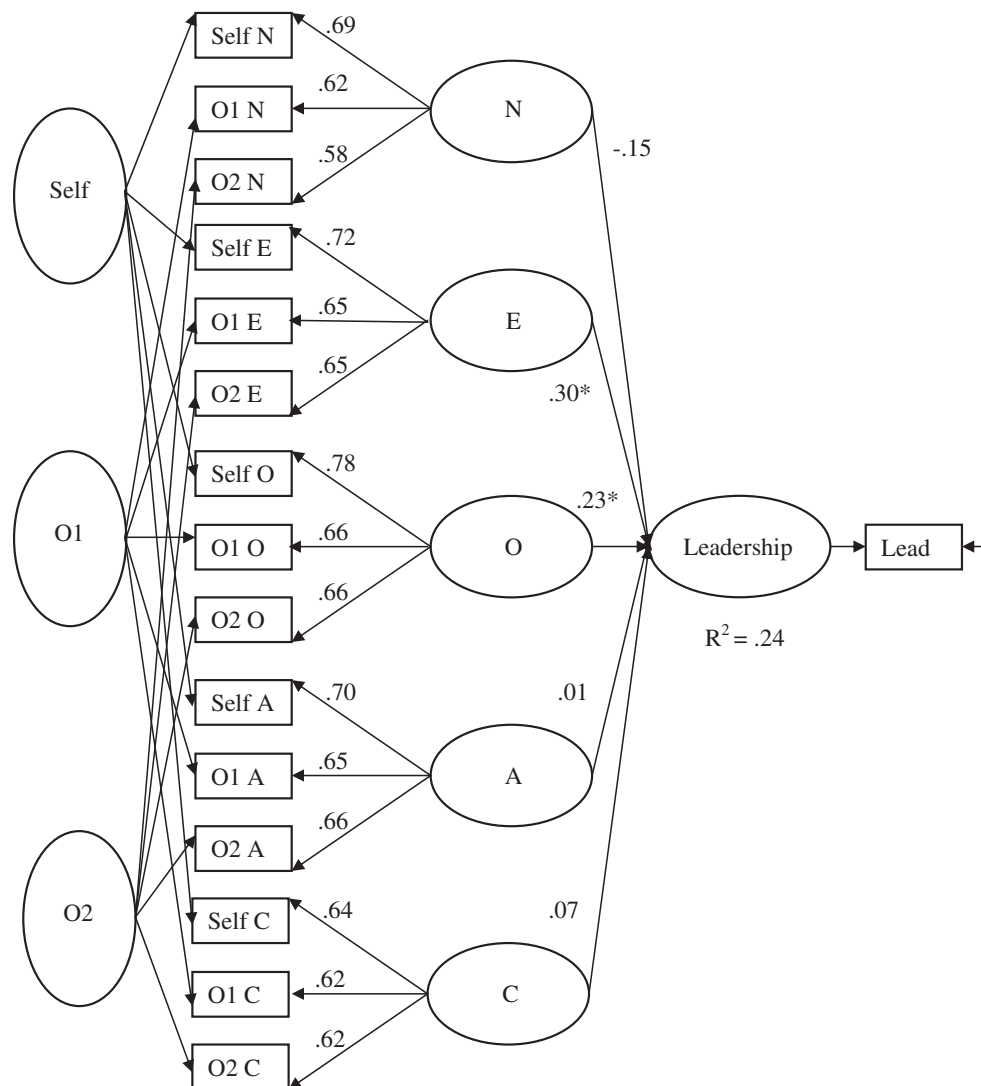 Self N
.69
O1 N
.62
N
.58
-.15
Self
O2 N
Self E
.72
O1 E
.65
E
O2 E
.65
.30*
Self O
.78
.23*
O1
O1 O
.66
O
Leadership
Lead
O2 O
.66
R² = .24
Self A
.70
.01
O1 A
.65
A
O2 A
.66
O2
Self C
.64
.07
O1 C
.62
C
O2 C
.62